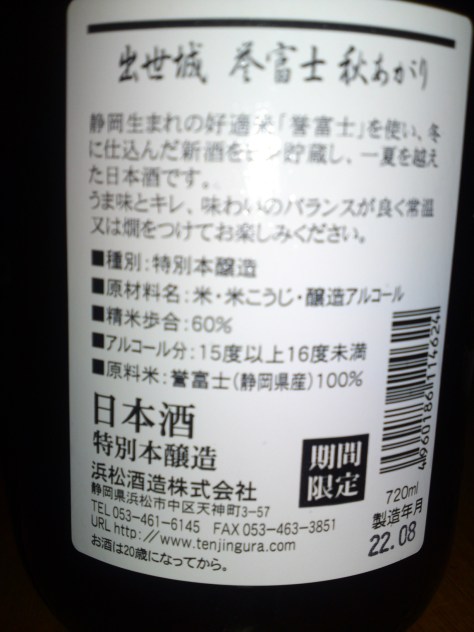 出世城 誉富士 秋あがり
静岡生まれの好適米「誉富士」を使い、冬
に仕込んだ新酒をビン貯蔵し、一夏を越え
た日本酒です。
うま味とキレ、味わいのバランスが良く常温
又は燗をつけてお楽しみください。
■種別:特別本醸造
■原材料名:米・米こうじ・醸造アルコール
■精米歩合:60%
■アルコール分:15度以上16度未満
■原料米:誉富士(静岡県産)100%
日本酒
特別本醸造
浜松酒造株式会社
静岡県浜松市中区天神町3-57
TEL 053-461-6145 FAX 053-463-3851
URL http://www.tenjingura.com
お酒は20歳になってから。
期間
限定
4960186114624
720ml
製造年月
22.08